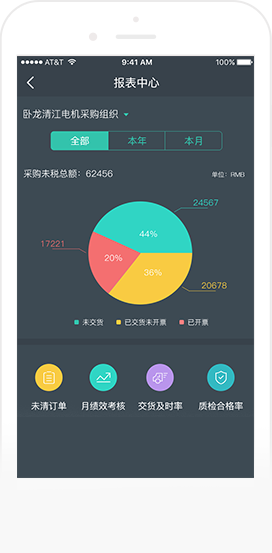 AT&T 9:41 AM 100%
报表中心
卧龙清江电机采购组织
全部 本年 本月
采购未税总额：62456 单位：RMB
24567
44%
17221
20%
36%
20678
未交货 已交货未开票 已开票
未清订单 月绩效考核 交货及时率 质检合格率